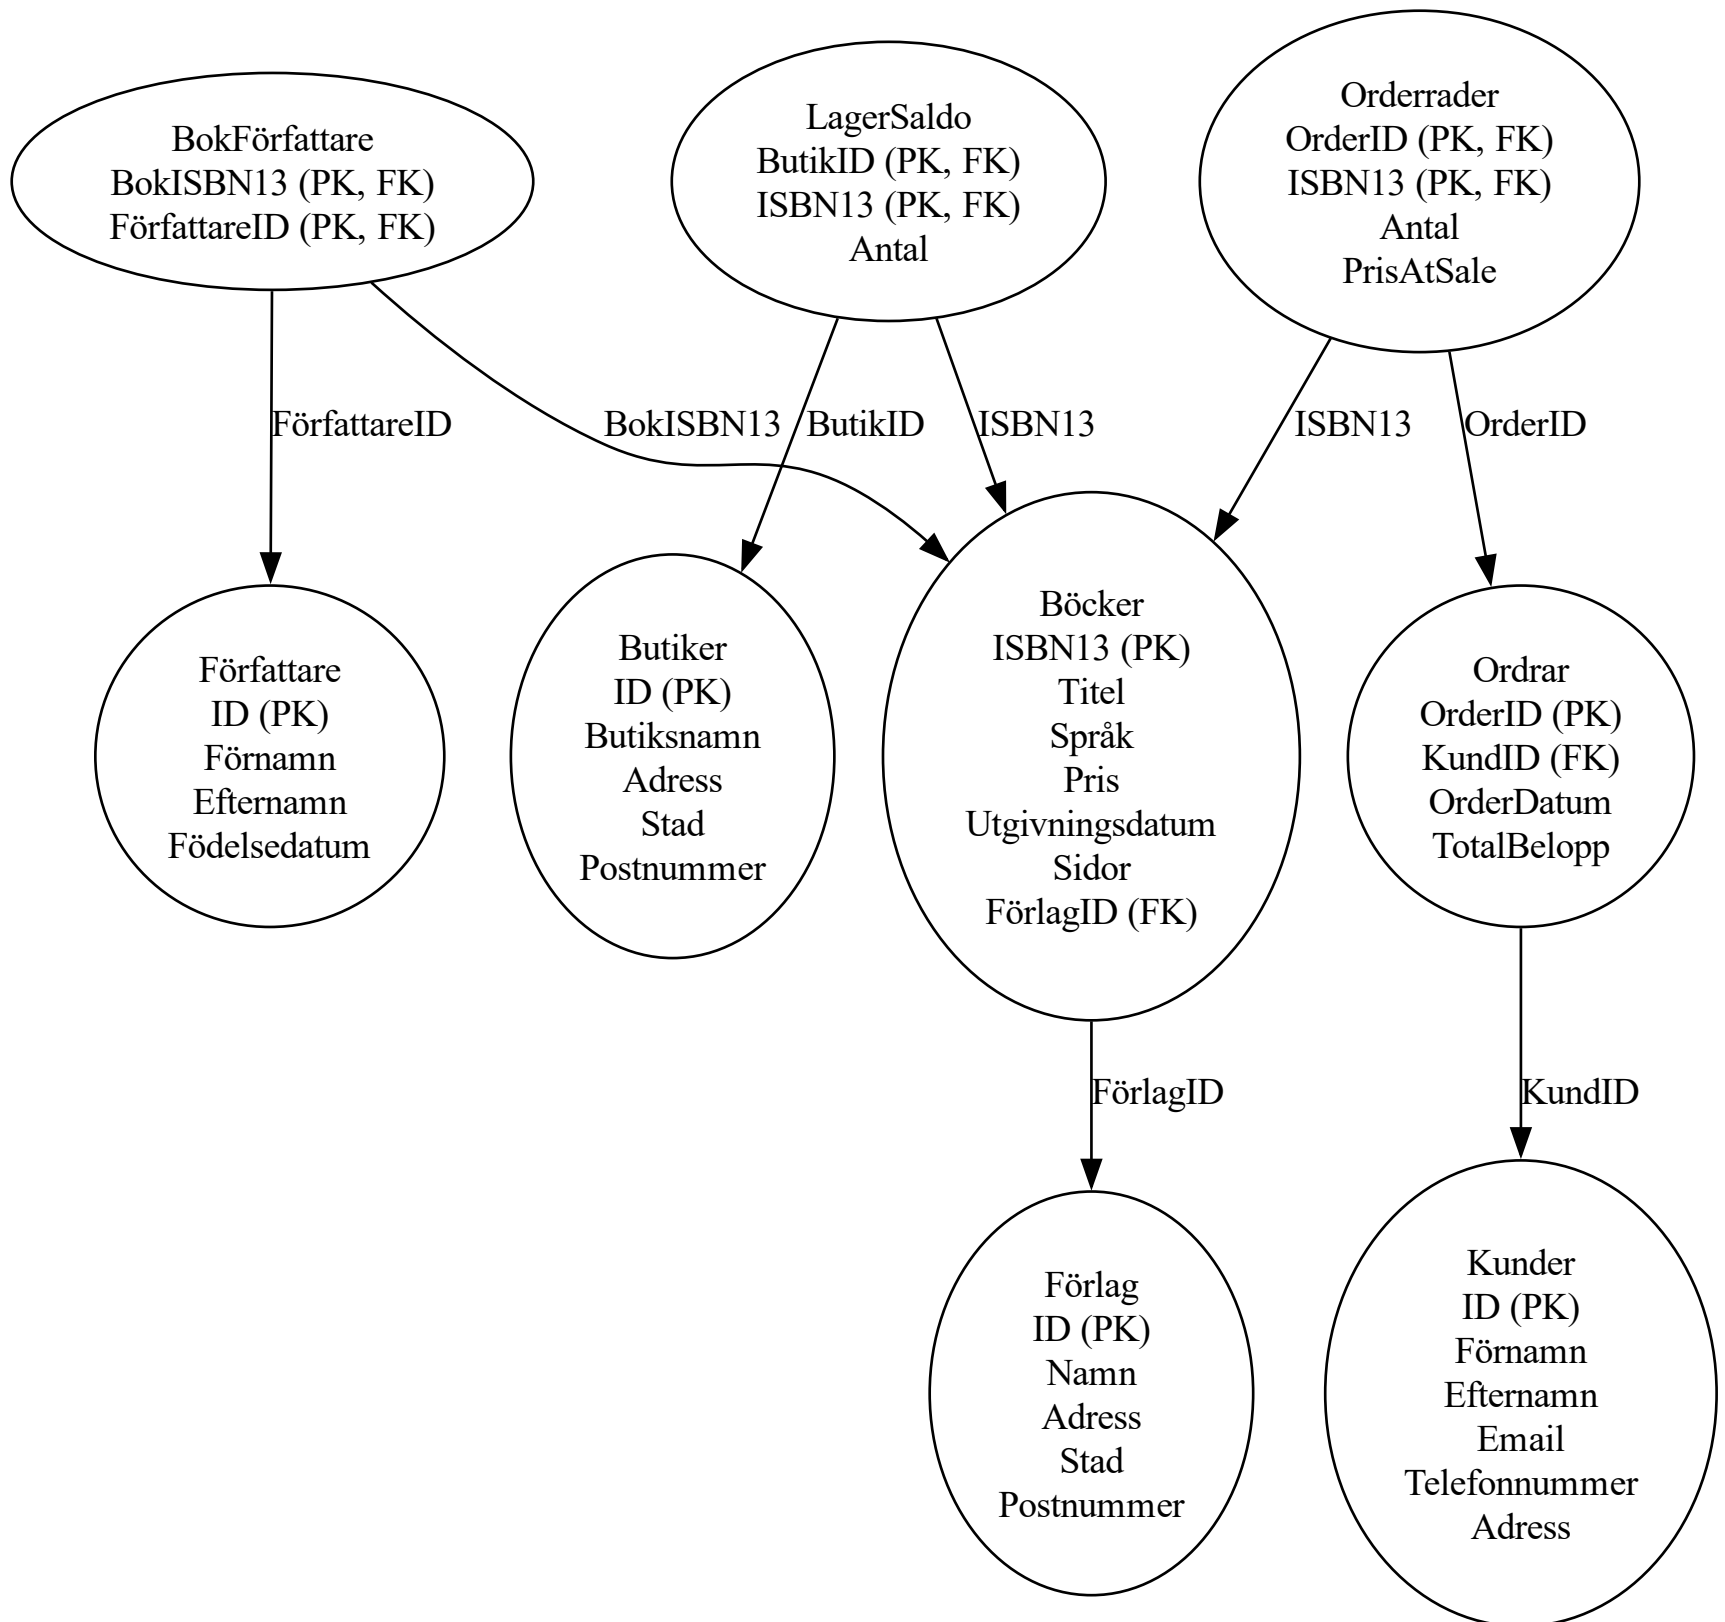 BokFörfattare
BokISBN13 (PK, FK)
FörfattareID (PK, FK)
LagerSaldo
ButikID (PK, FK)
ISBN13 (PK, FK)
Antal
Orderrader
OrderID (PK, FK)
ISBN13 (PK, FK)
Antal
PrisAtSale
FörfattareID
BokISBN13
ButikID
ISBN13
ISBN13
OrderID
Författare
ID (PK)
Förnamn
Efternamn
Födelsedatum
Butiker
ID (PK)
Butiksnamn
Adress
Stad
Postnummer
Böcker
ISBN13 (PK)
Titel
Språk
Pris
Utgivningsdatum
Sidor
FörlagID (FK)
Ordrar
OrderID (PK)
KundID (FK)
OrderDatum
TotalBelopp
FörlagID
KundID
Förlag
ID (PK)
Namn
Adress
Stad
Postnummer
Kunder
ID (PK)
Förnamn
Efternamn
Email
Telefonnummer
Adress